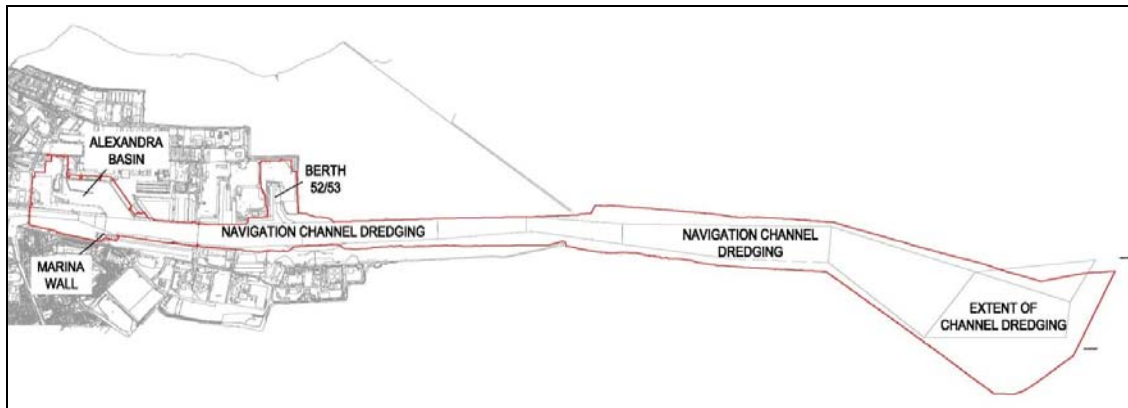 ALEXANDRA
BASIN
BERTH
52/53
NAVIGATION CHANNEL DREDGING
NAVIGATION CHANNEL
DREDGING
MARINA
WALL
EXTENT OF
CHANNEL DREDGING